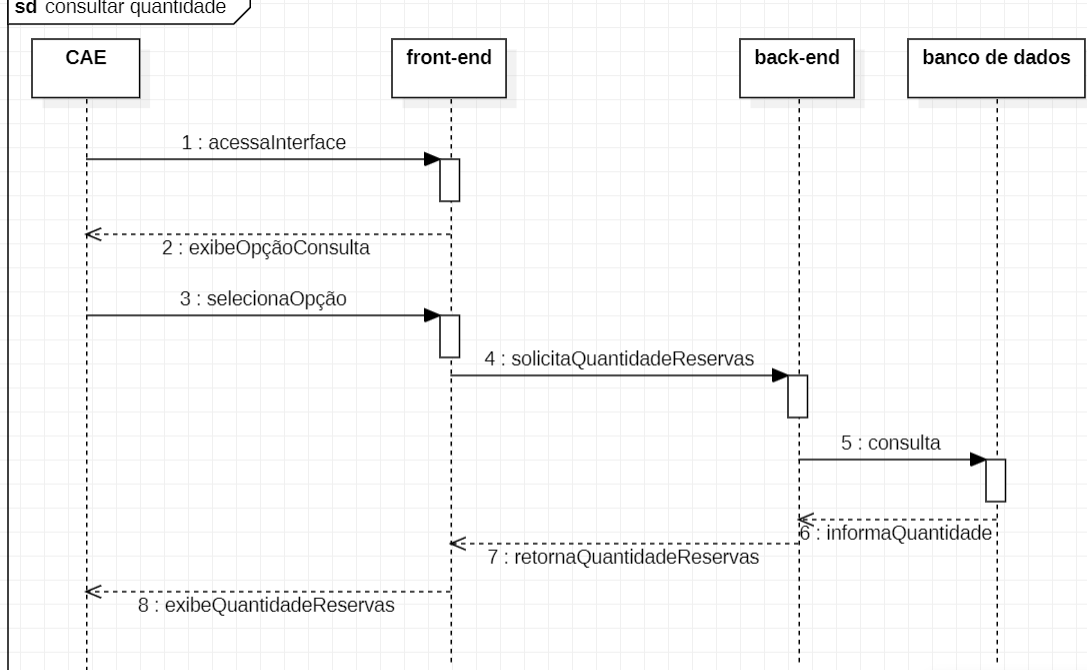 sd consultar quantidade
CAE
front-end
back-end
banco de dados
1 : acessaInterface
2 : exibeOpçãoConsulta
3 : selecionaOpção
4 : solicitaQuantidadeReservas
5 : consulta
6 : informaQuantidade
7 : retornaQuantidadeReservas
8 : exibeQuantidadeReservas